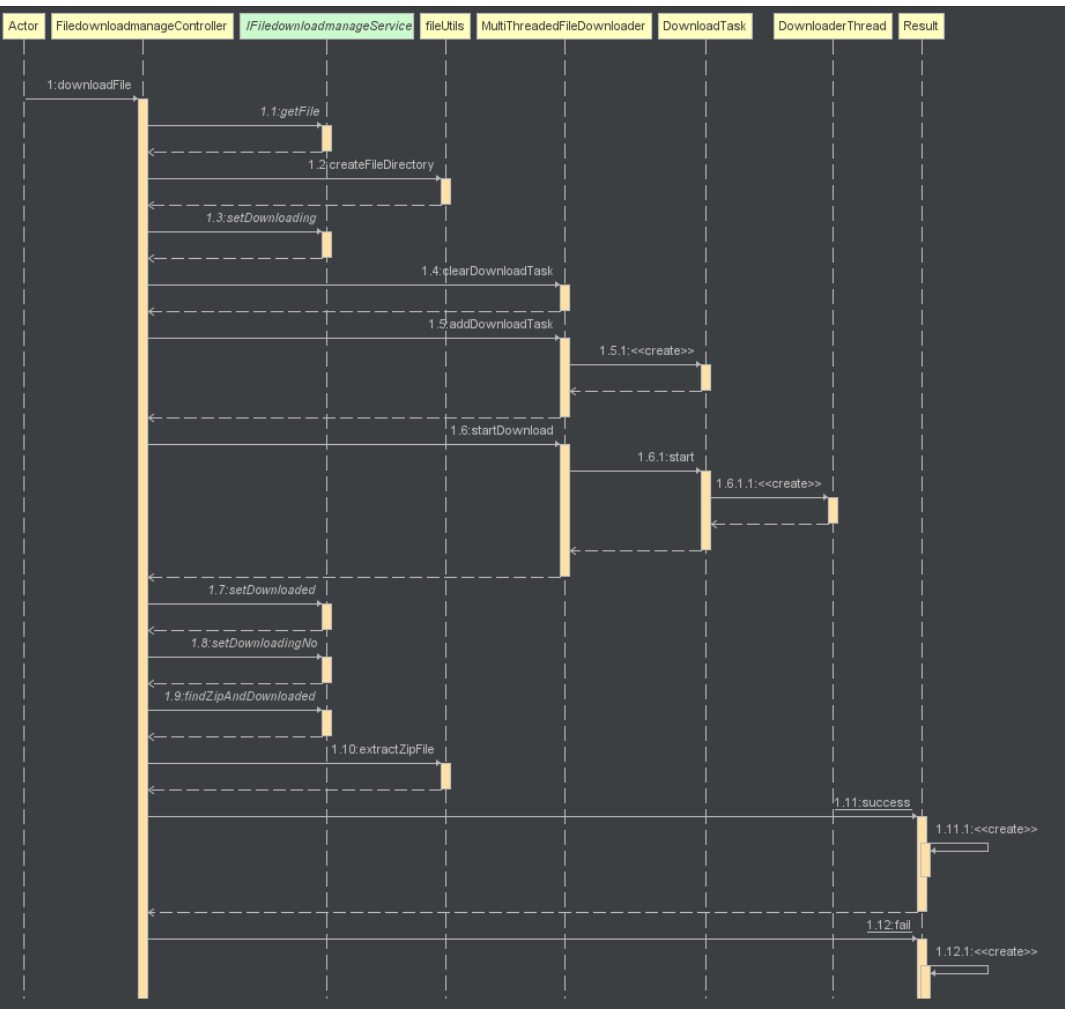 Actor
FiledownloadmanageController
IFiledownloadmanageService
fileUtils
MultiThreadedFileDownloader
DownloadTask
DownloaderThread
Result
1:downloadFile
1.1:getFile
1.2:createFileDirectory
1.3:setDownloading
1.4:clearDownloadTask
1.5:addDownloadTask
1.5.1:<<create>>
1.6:startDownload
1.6.1:start
1.6.1.1:<<create>>
1.7:setDownloaded
1.8:setDownloadingNo
1.9:findZipAndDownloaded
1.10:extractZipFile
1.11:success
1.11.1:<<create>>
1.12:fail
1.12.1:<<create>>